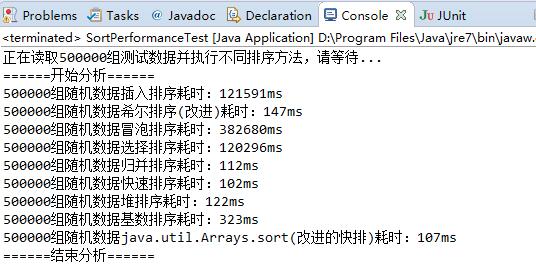 Problems Tasks @ Javadoc Declaration Console JUnit
<terminated> SortPerformanceTest [Java Application] D:\Program Files\Java\jre7\bin\javaw.
正在读取500000组测试数据并执行不同排序方法，请等待...
======开始分析======
500000组随机数据插入排序耗时：121591ms
500000组随机数据希尔排序(改进)耗时：147ms
500000组随机数据冒泡排序耗时：382680ms
500000组随机数据选择排序耗时：120296ms
500000组随机数据归并排序耗时：112ms
500000组随机数据快速排序耗时：102ms
500000组随机数据堆排序耗时：122ms
500000组随机数据基数排序耗时：323ms
500000组随机数据java.util.Arrays.sort(改进的快排)耗时：107ms
======结束分析======